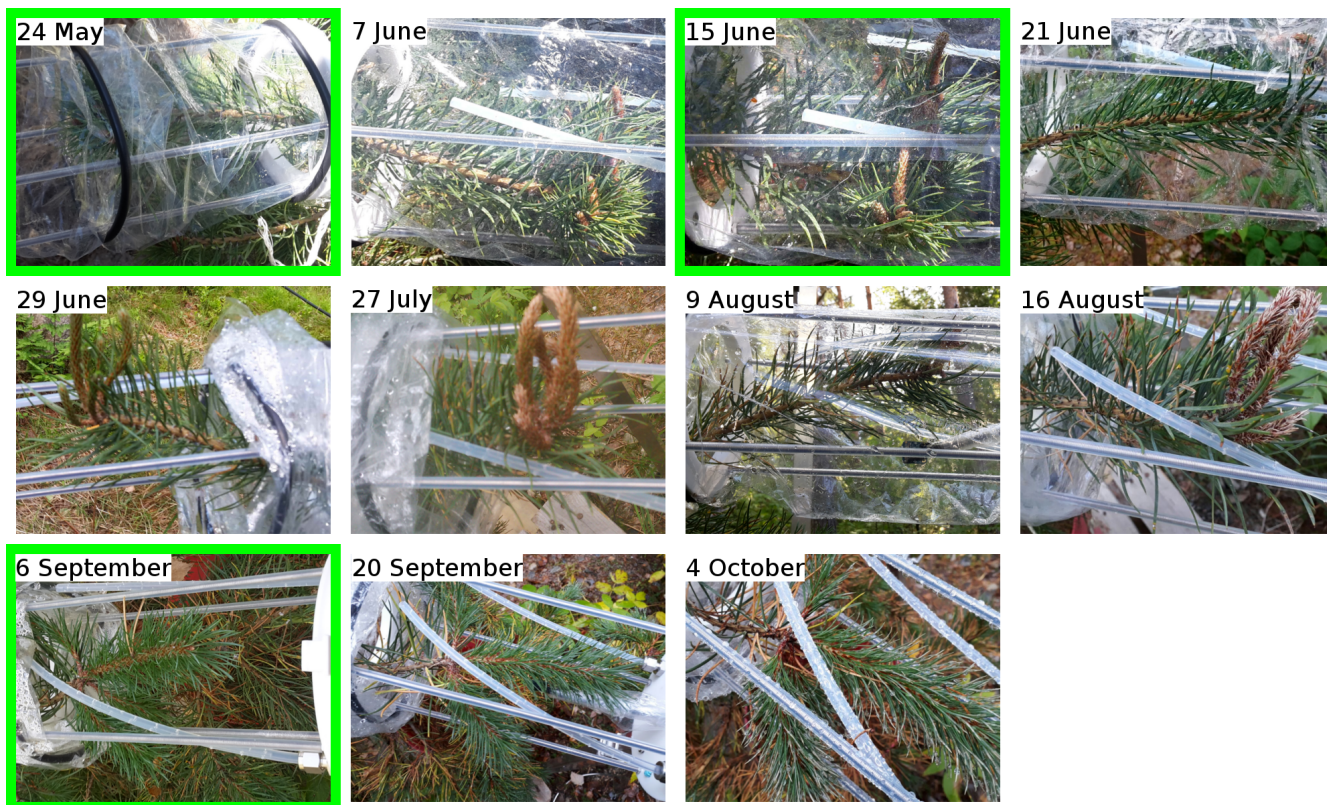 24 May
7 June
15 June
21 June
29 June
27 July
9 August
16 August
6 September
20 September
4 October